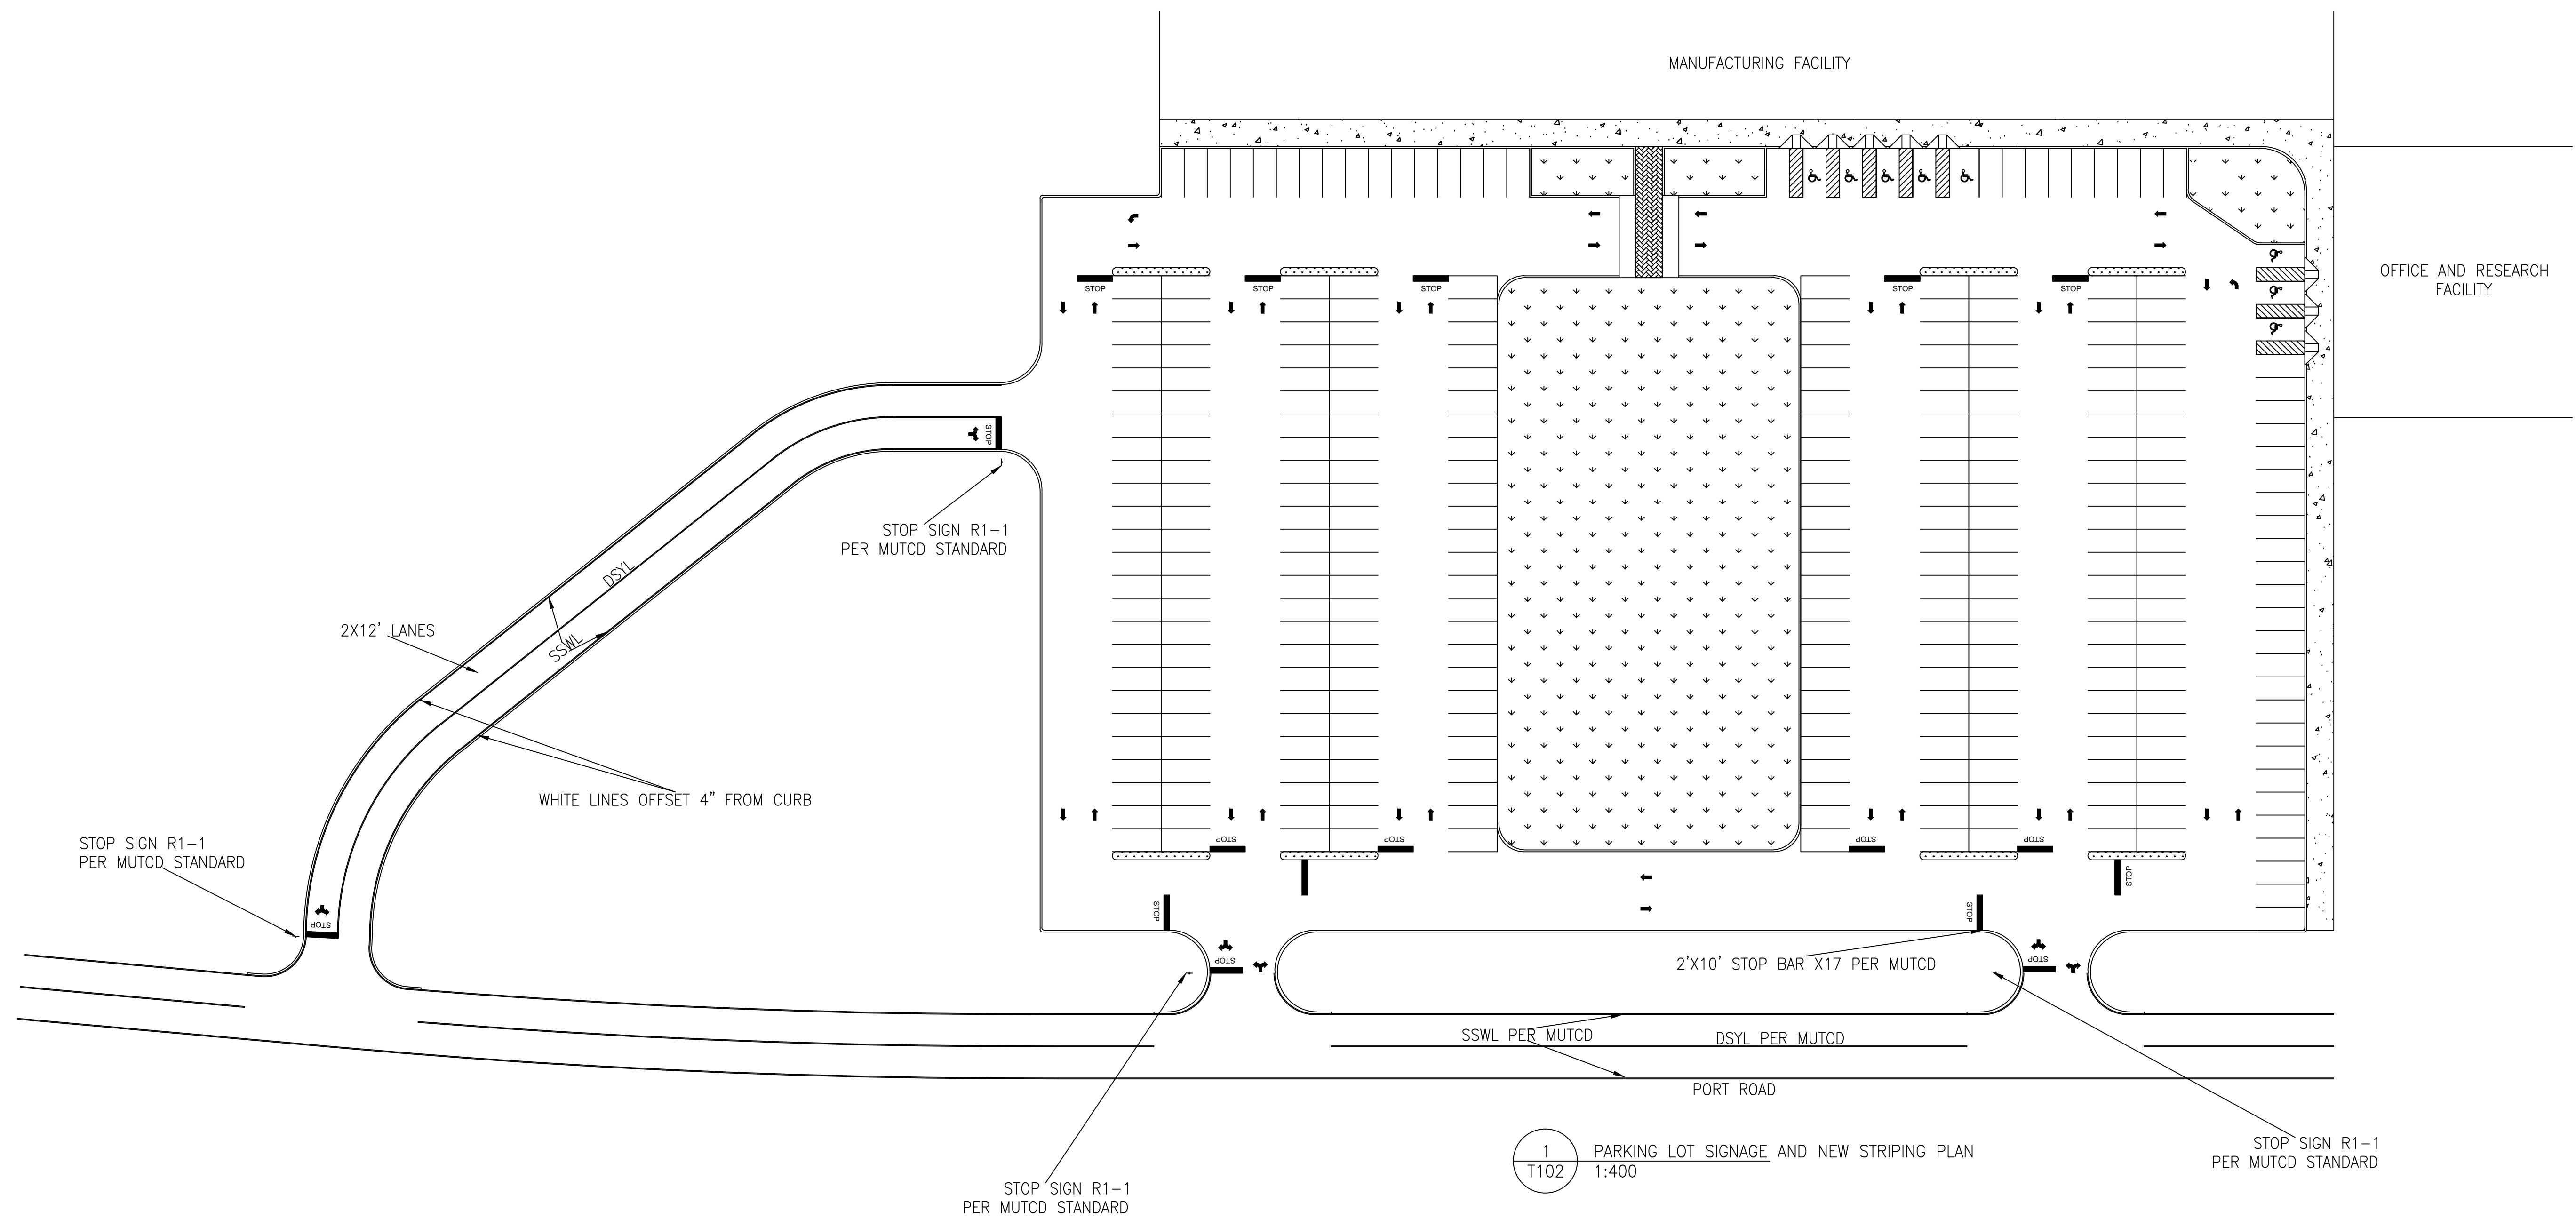 MANUFACTURING FACILITY
OFFICE AND RESEARCH
FACILITY
STOP
STOP
STOP
STOP
STOP
STOP
STOP SIGN R1-1
PER MUTCD STANDARD
DSYL
SSWL
2X12' LANES
WHITE LINES OFFSET 4" FROM CURB
STOP SIGN R1-1
PER MUTCD STANDARD
STOP
STOP
STOP
STOP
STOP
STOP
STOP
STOP
STOP
STOP
2'X10' STOP BAR X17 PER MUTCD
SSWL PER MUTCD
DSYL PER MUTCD
PORT ROAD
1
T102
PARKING LOT SIGNAGE AND NEW STRIPING PLAN
1:400
STOP SIGN R1-1
PER MUTCD STANDARD
STOP SIGN R1-1
PER MUTCD STANDARD